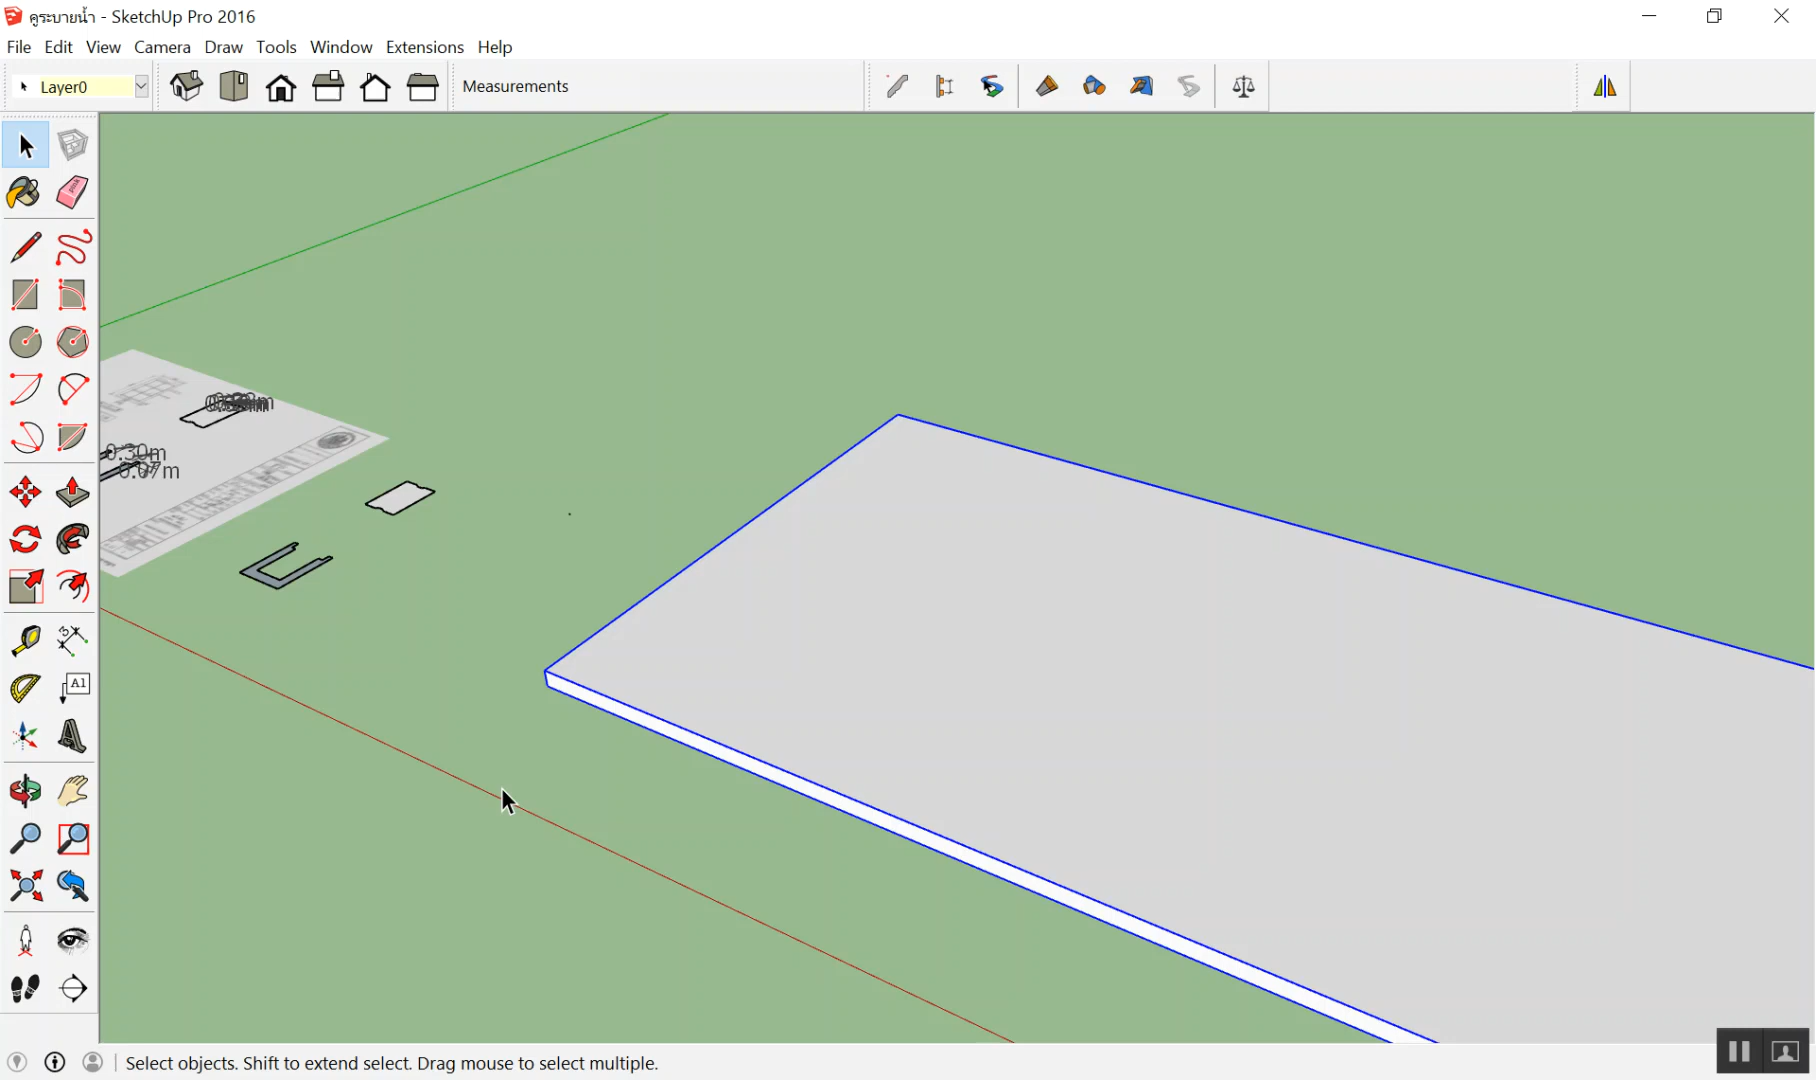 คูระบายน้ำ - SketchUp Pro 2016
File Edit View Camera Draw Tools Window Extensions Help
Layer0
Measurements
0.30m
0.07m
A1
Select objects. Shift to extend select. Drag mouse to select multiple.